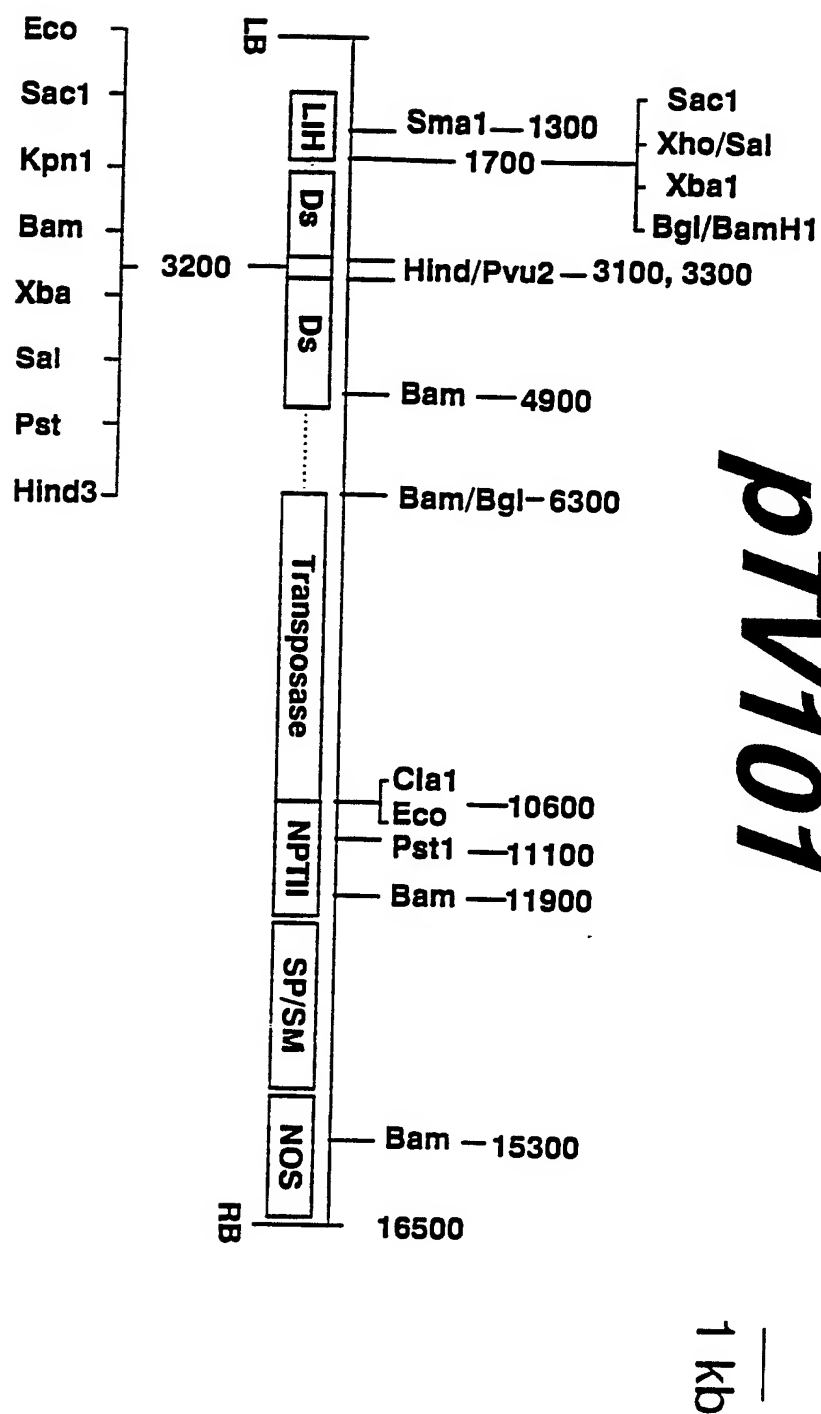 Eco
Sac1
Kpn1
Bam
Xba
Sal
Pst
Hind3
3200
LB
LIH
Ds
Ds
Transposase
NPTII
SP/SM
NOS
RB
Sma1—1300
1700
Sac1
Xho/Sal
Xba1
Bgl/BamH1
Hind/Pvu2—3100, 3300
Bam—4900
Bam/Bgl-6300
Cla1
Eco—10600
Pst1—11100
Bam—11900
Bam—15300
16500
pTV101
1 kb